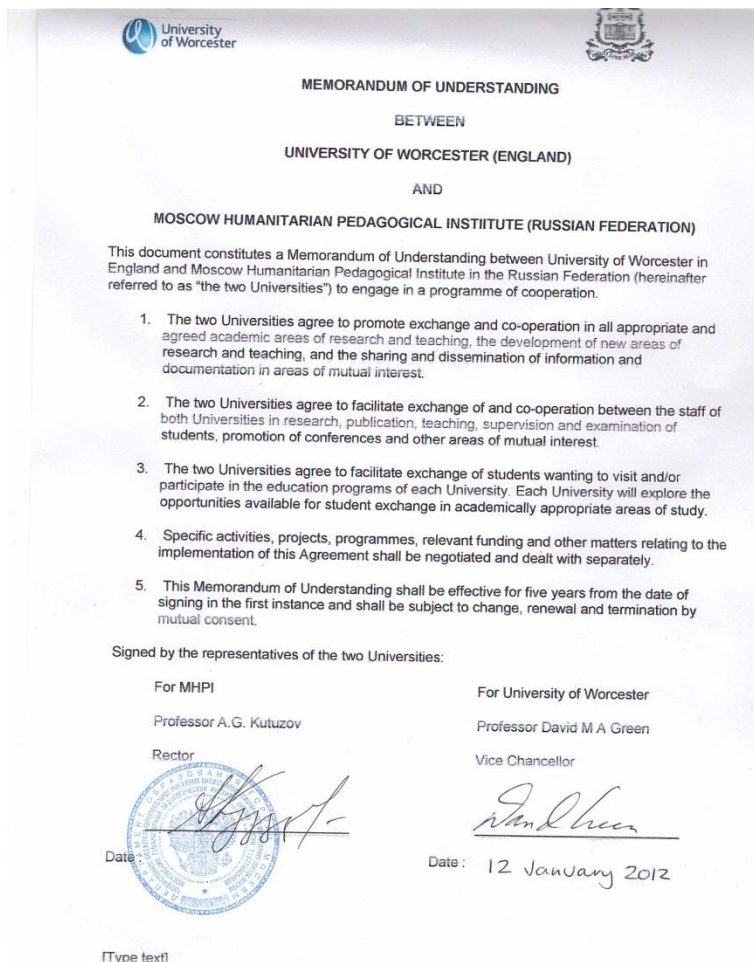 University
of Worcester
MEMORANDUM OF UNDERSTANDING
BETWEEN
UNIVERSITY OF WORCESTER (ENGLAND)
AND
MOSCOW HUMANITARIAN PEDAGOGICAL INSTIITUTE (RUSSIAN FEDERATION)
This document constitutes a Memorandum of Understanding between University of Worcester in
England and Moscow Humanitarian Pedagogical Institute in the Russian Federation (hereinafter
referred to as “the two Universities”) to engage in a programme of cooperation.
1. The two Universities agree to promote exchange and co-operation in all appropriate and
agreed academic areas of research and teaching, the development of new areas of
research and teaching, and the sharing and dissemination of information and
documentation in areas of mutual interest.
2. The two Universities agree to facilitate exchange of and co-operation between the staff of
both Universities in research, publication, teaching, supervision and examination of
students, promotion of conferences and other areas of mutual interest.
3. The two Universities agree to facilitate exchange of students wanting to visit and/or
participate in the education programs of each University. Each University will explore the
opportunities available for student exchange in academically appropriate areas of study.
4. Specific activities, projects, programmes, relevant funding and other matters relating to the
implementation of this Agreement shall be negotiated and dealt with separately.
5. This Memorandum of Understanding shall be effective for five years from the date of
signing in the first instance and shall be subject to change, renewal and termination by
mutual consent.
Signed by the representatives of the two Universities:
For MHPI
Professor A.G. Kutuzov
Rector
Date :
For University of Worcester
Professor David M A Green
Vice Chancellor
David Green
Date : 12 January 2012
[Type text]